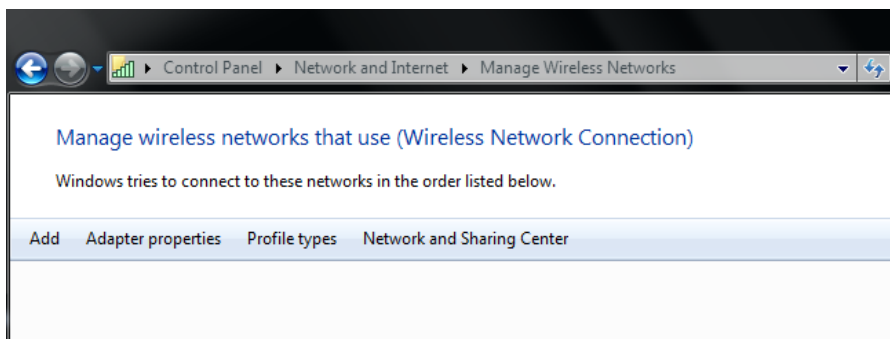 Control Panel Network and Internet Manage Wireless Networks
Manage wireless networks that use (Wireless Network Connection)
Windows tries to connect to these networks in the order listed below.
Add Adapter properties Profile types Network and Sharing Center